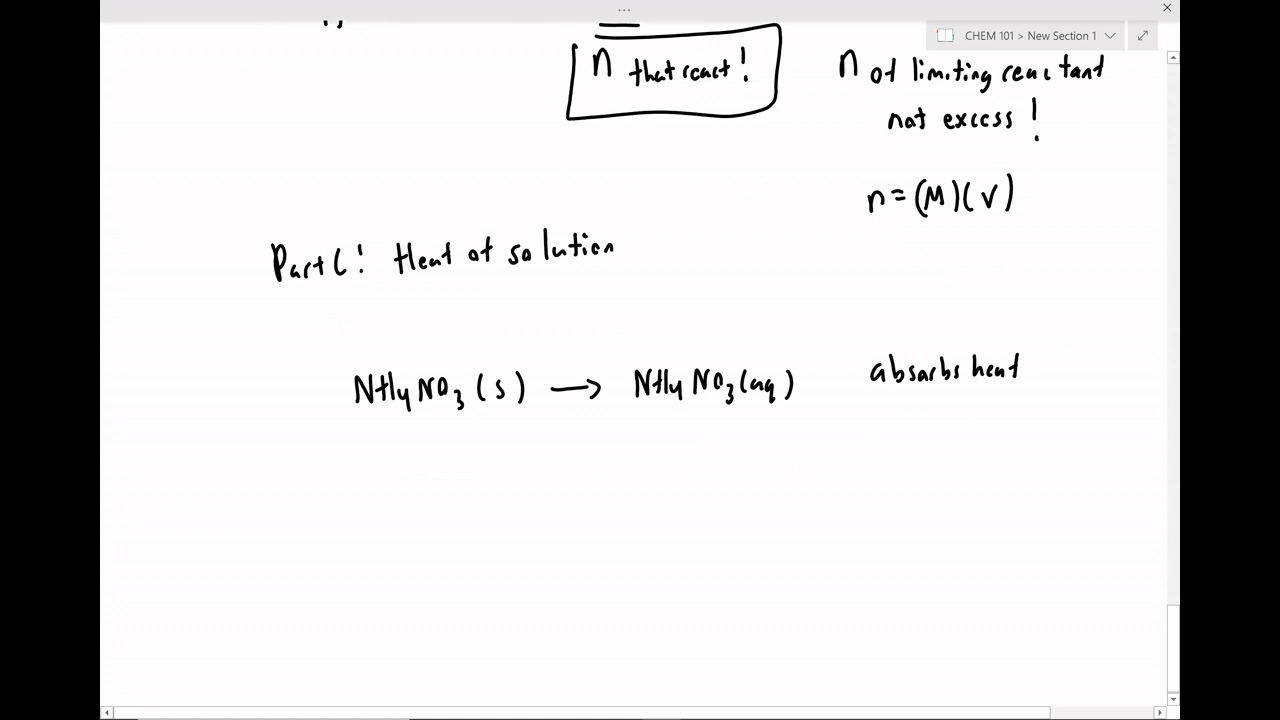 CHEM 101 > New Section 1
n that react!
n of limiting reactant
not excess!
n=(M)(V)
Part C: Heat of solution
NH₄NO₃(s) → NH₄NO₃(aq)
absorbs heat